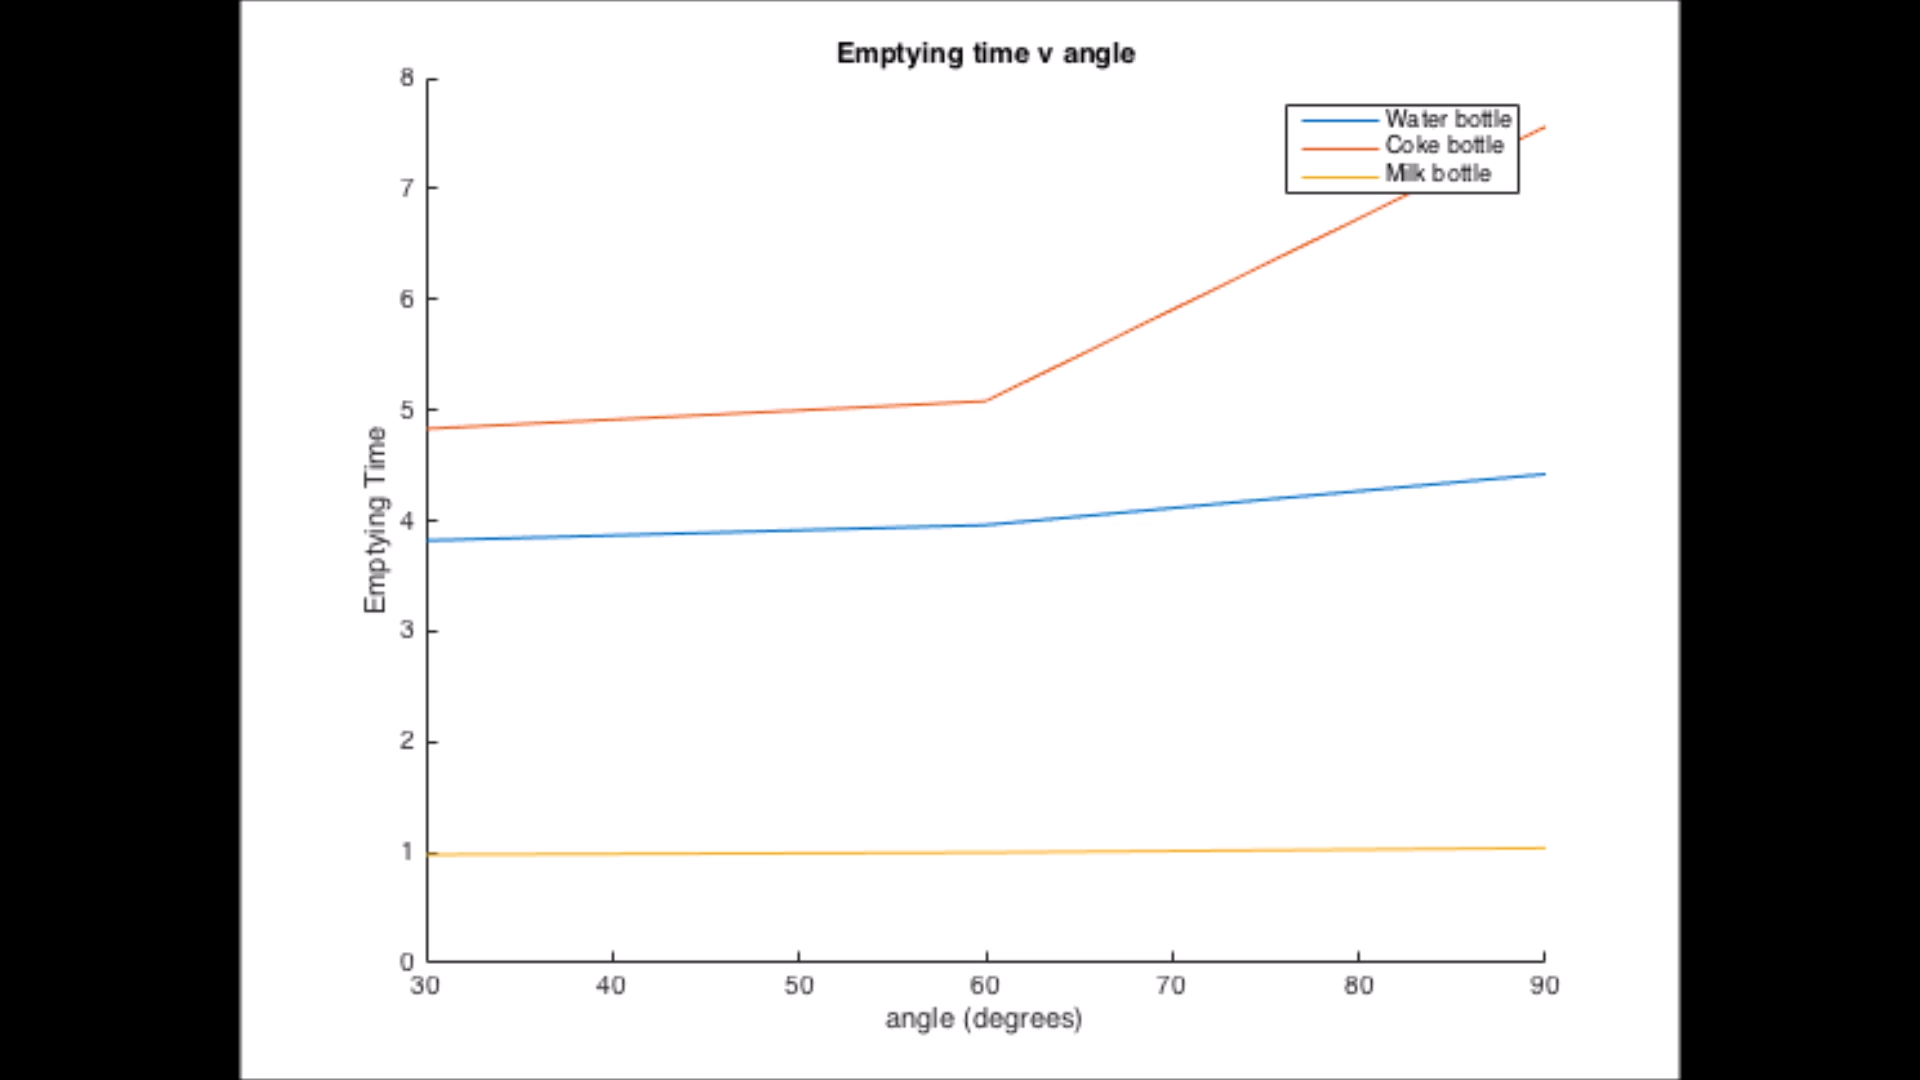 Emptying time v angle
8
Water bottle
Coke bottle
Milk bottle
7
6
5
4
3
2
1
0
Emptying Time
30 40 50 60 70 80 90
angle (degrees)